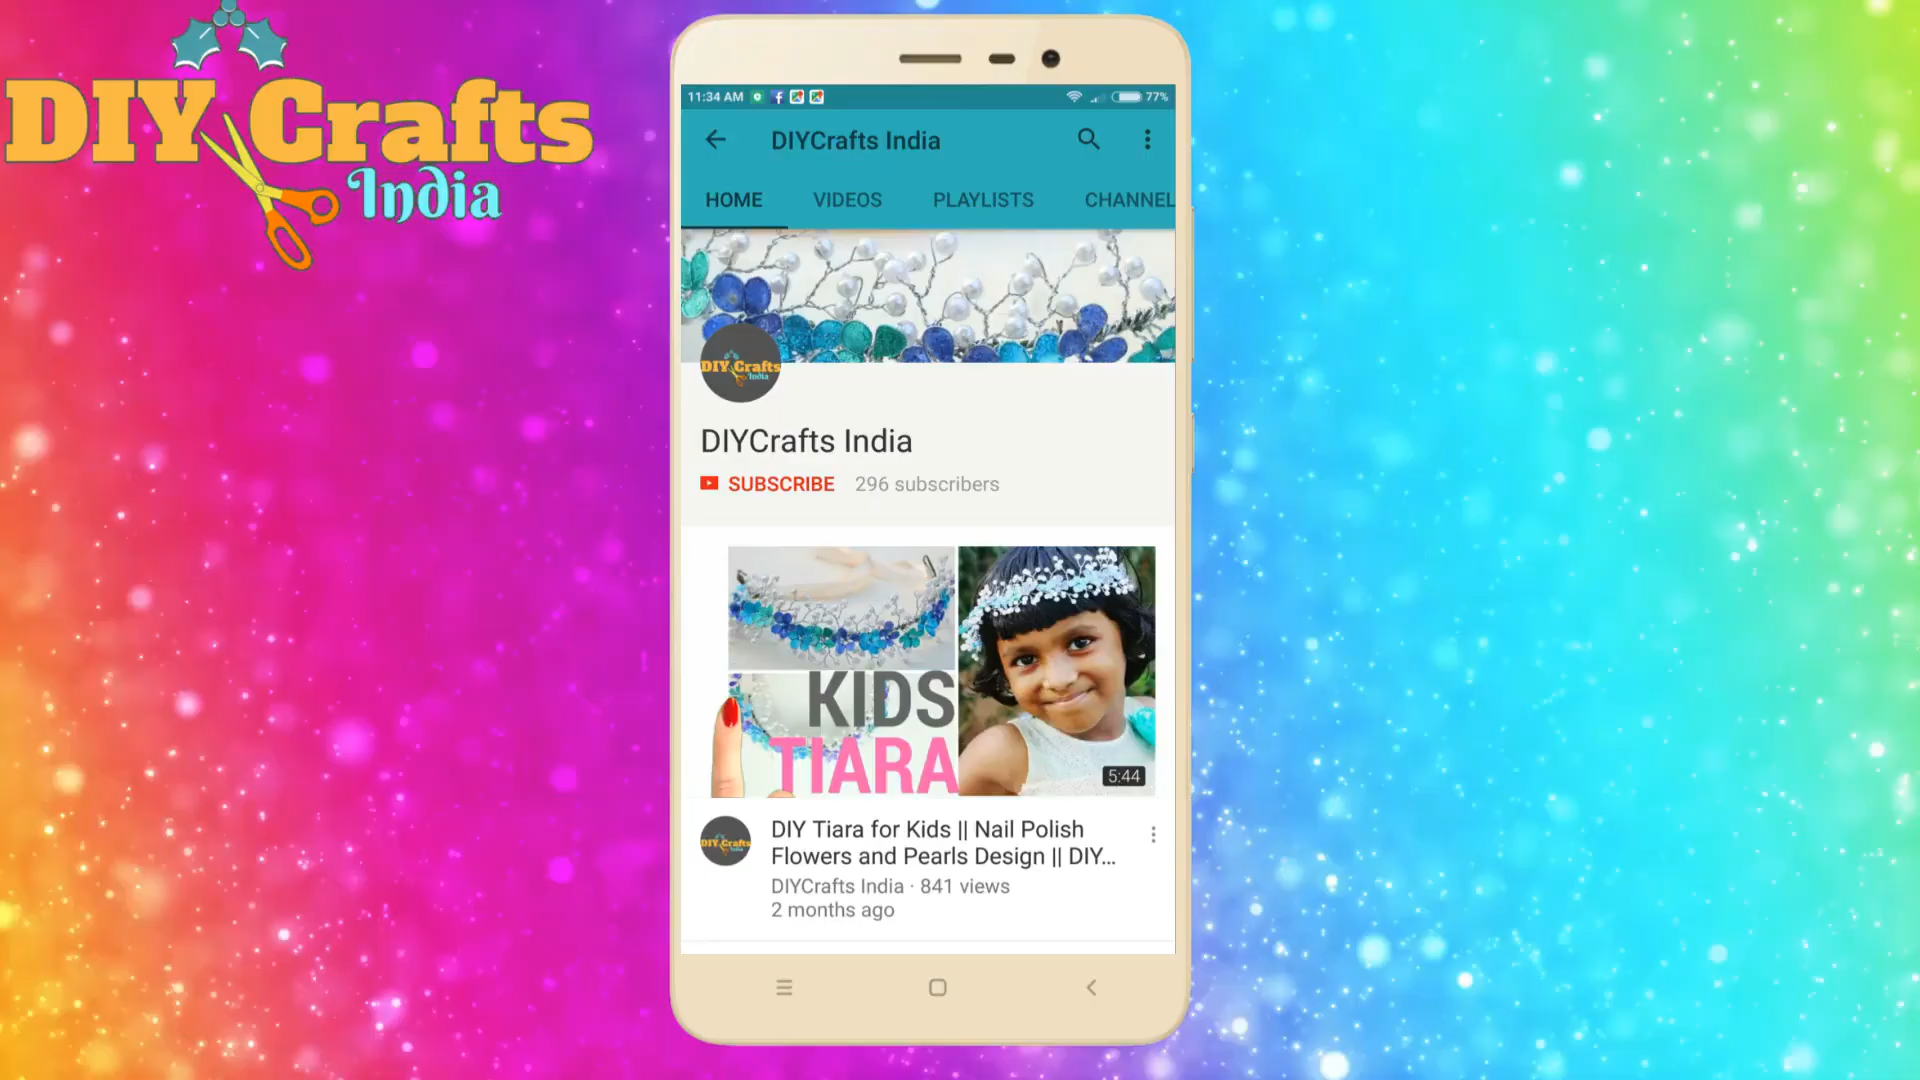 DIY Crafts
India
11:34 AM
77%
DIYCrafts India
HOME VIDEOS PLAYLISTS CHANNEL
DIY Crafts
India
DIYCrafts India
SUBSCRIBE 296 subscribers
KIDS
TIARA
5:44
DIY Crafts
DIY Tiara for Kids || Nail Polish
Flowers and Pearls Design || DIY...
DIYCrafts India · 841 views
2 months ago